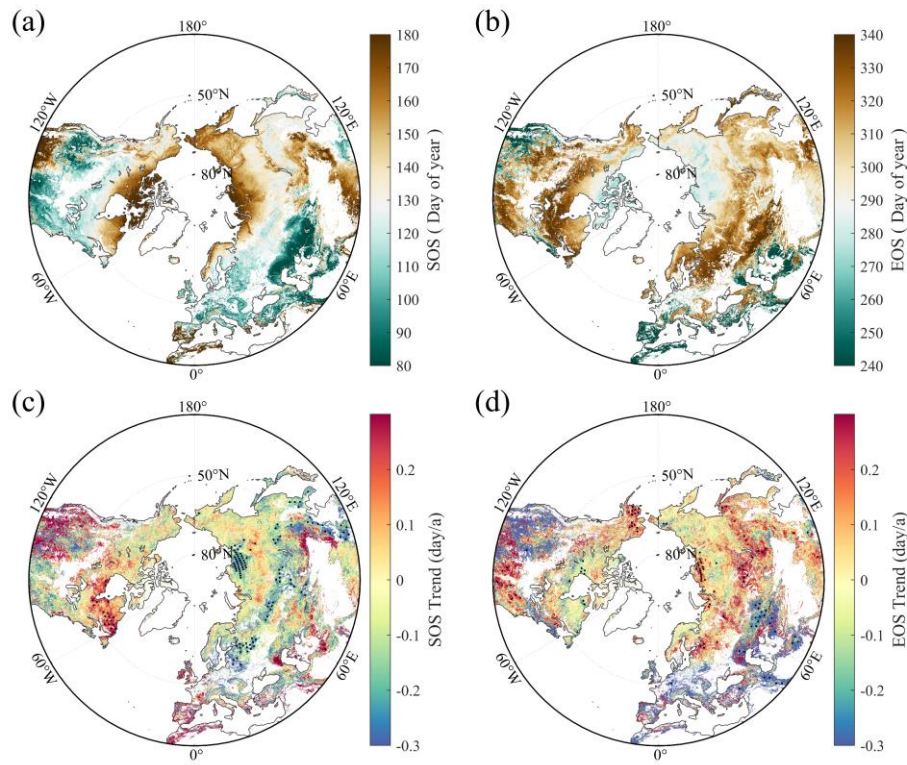 (a)
180°
120°W
50°N
120°E
80°N
60°W
60°E
0°
180
170
160
150
140
130
120
110
100
90
80
SOS ( Day of year )
(b)
180°
120°W
50°N
120°E
80°N
60°W
60°E
0°
340
330
320
310
300
290
280
270
260
250
240
EOS ( Day of year )
(c)
180°
120°W
50°N
120°E
80°N
60°W
60°E
0°
0.2
0.1
0
-0.1
-0.2
-0.3
SOS Trend (day/a)
(d)
180°
120°W
50°N
120°E
80°N
60°W
60°E
0°
0.2
0.1
0
-0.1
-0.2
-0.3
EOS Trend (day/a)